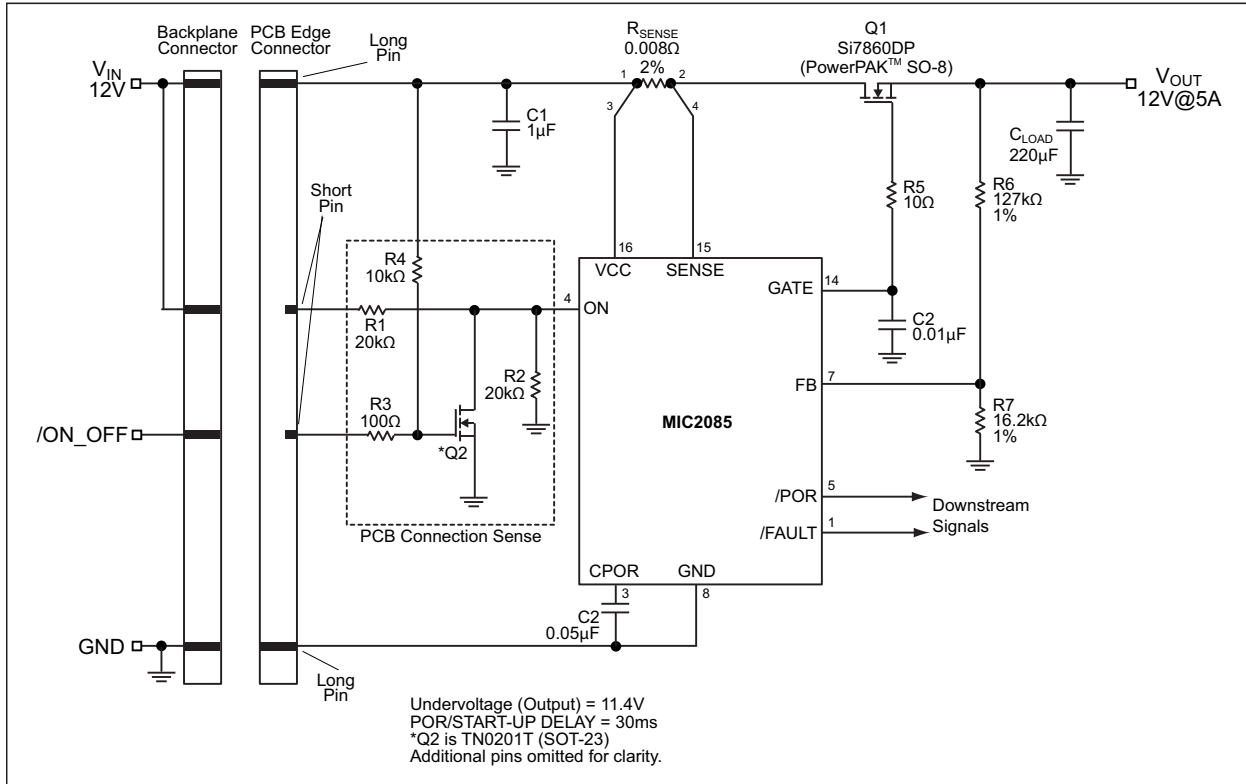 Backplane
Connector
PCB Edge
Connector
Long
Pin
RSENSE
0.008Ω
2%
Q1
Si7860DP
(PowerPAK™ SO-8)
VIN
12V
1
2
3
4
VOUT
12V@5A
C1
1µF
CLOAD
220µF
Short
Pin
R5
10Ω
R6
127kΩ
1%
16
15
VCC
SENSE
R4
10kΩ
GATE
14
4
ON
R1
20kΩ
C2
0.01µF
R2
20kΩ
FB
7
R3
100Ω
MIC2085
R7
16.2kΩ
1%
/ON_OFF
*Q2
/POR
5
Downstream
Signals
/FAULT
1
PCB Connection Sense
CPOR
GND
3
8
C2
0.05µF
GND
Long
Pin
Undervoltage (Output) = 11.4V
POR/START-UP DELAY = 30ms
*Q2 is TN0201T (SOT-23)
Additional pins omitted for clarity.